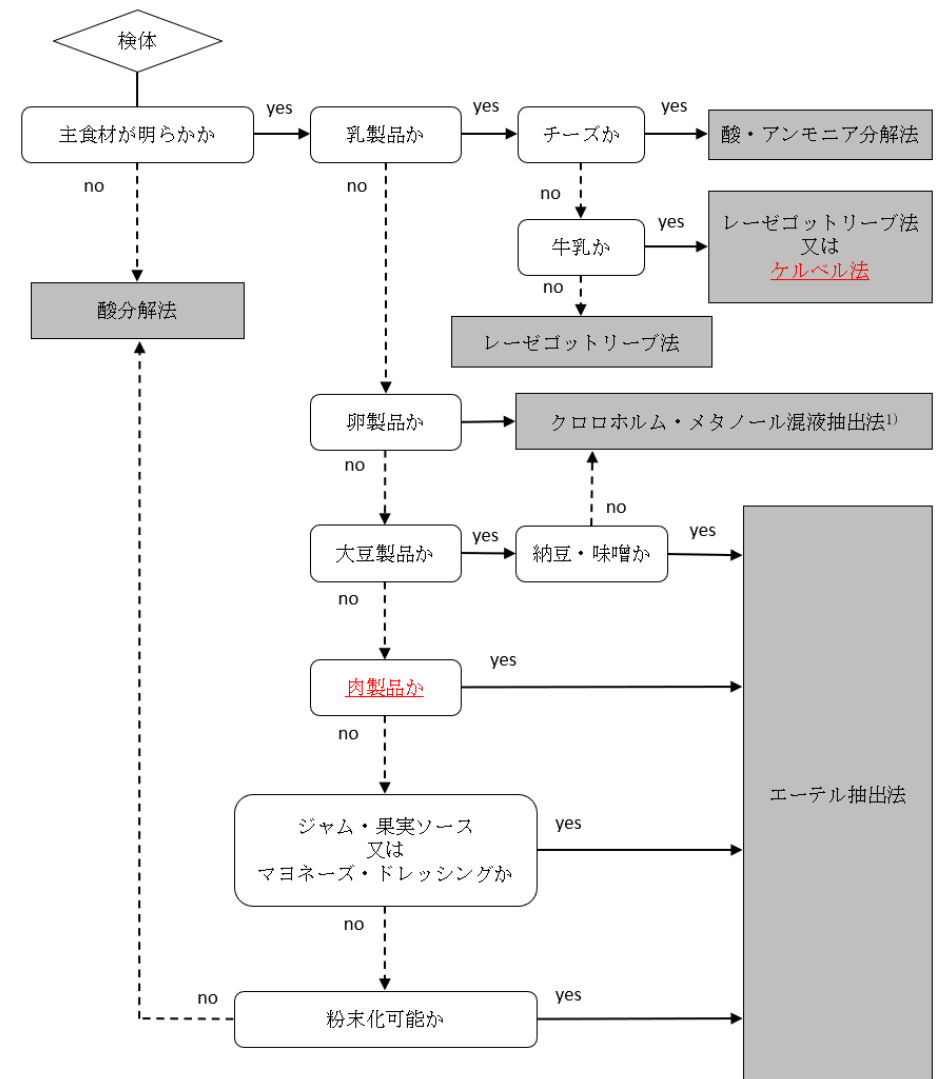 検体
主食材が明らかか
yes
乳製品か
yes
チーズか
yes
酸・アンモニア分解法
no
no
no
牛乳か
yes
レーゼゴットリーブ法
又は
ケルベル法
no
酸分解法
レーゼゴットリーブ法
卵製品か
クロロホルム・メタノール混液抽出法1)
no
no
大豆製品か
yes
納豆・味噌か
yes
no
肉製品か
yes
no
エーテル抽出法
ジャム・果実ソース
又は
マヨネーズ・ドレッシングか
yes
no
粉末化可能か
yes
no